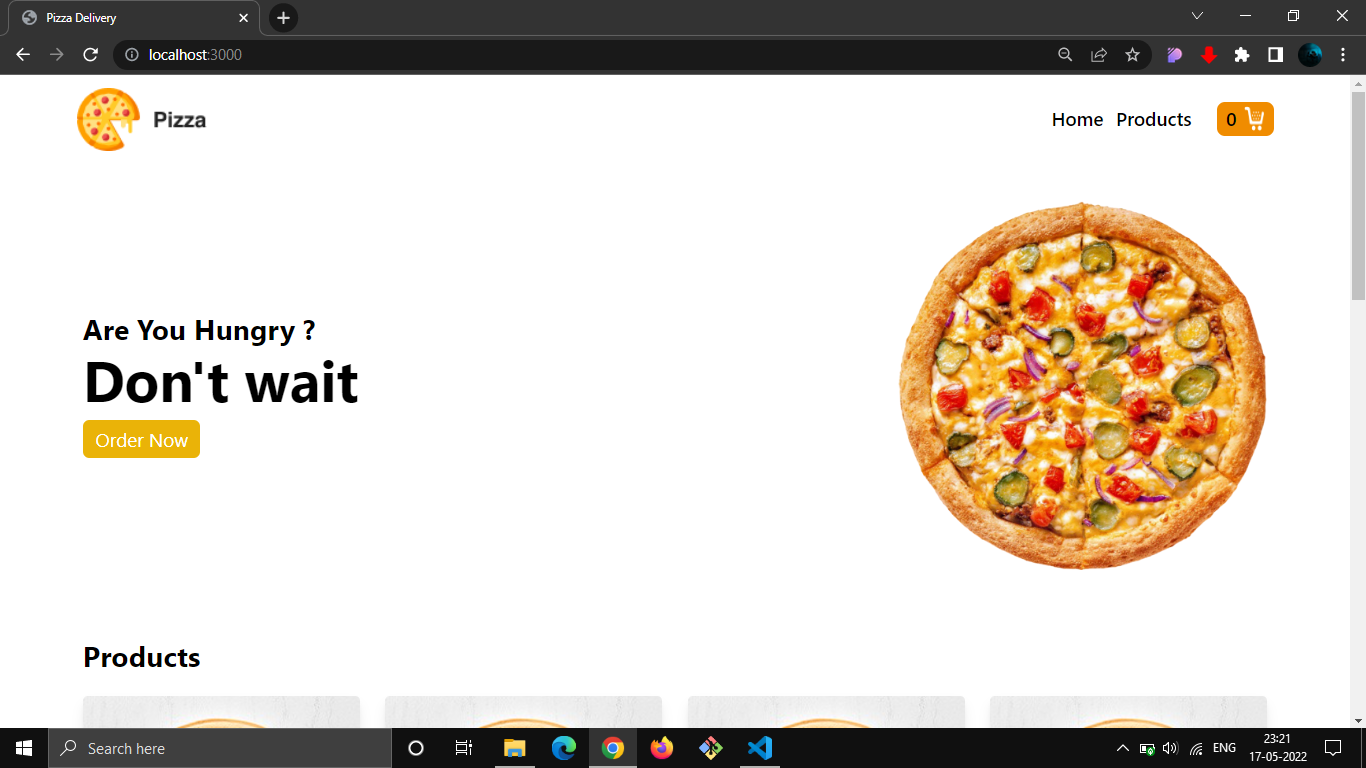 Pizza Delivery
localhost:3000
Pizza
Home Products 0
Are You Hungry ?
Don't wait
Order Now
Products
Search here
ENG
23:21
17-05-2022